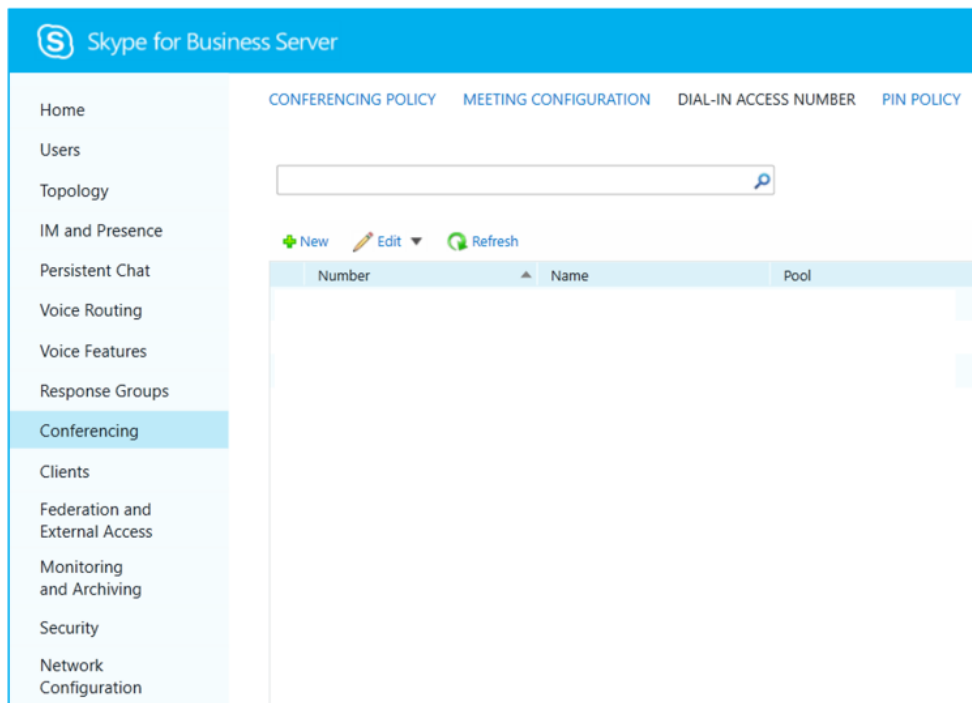 Skype for Business Server
Home
Users
Topology
IM and Presence
Persistent Chat
Voice Routing
Voice Features
Response Groups
Conferencing
Clients
Federation and
External Access
Monitoring
and Archiving
Security
Network
Configuration
CONFERENCING POLICY MEETING CONFIGURATION DIAL-IN ACCESS NUMBER PIN POLICY
New Edit Refresh
Number Name Pool